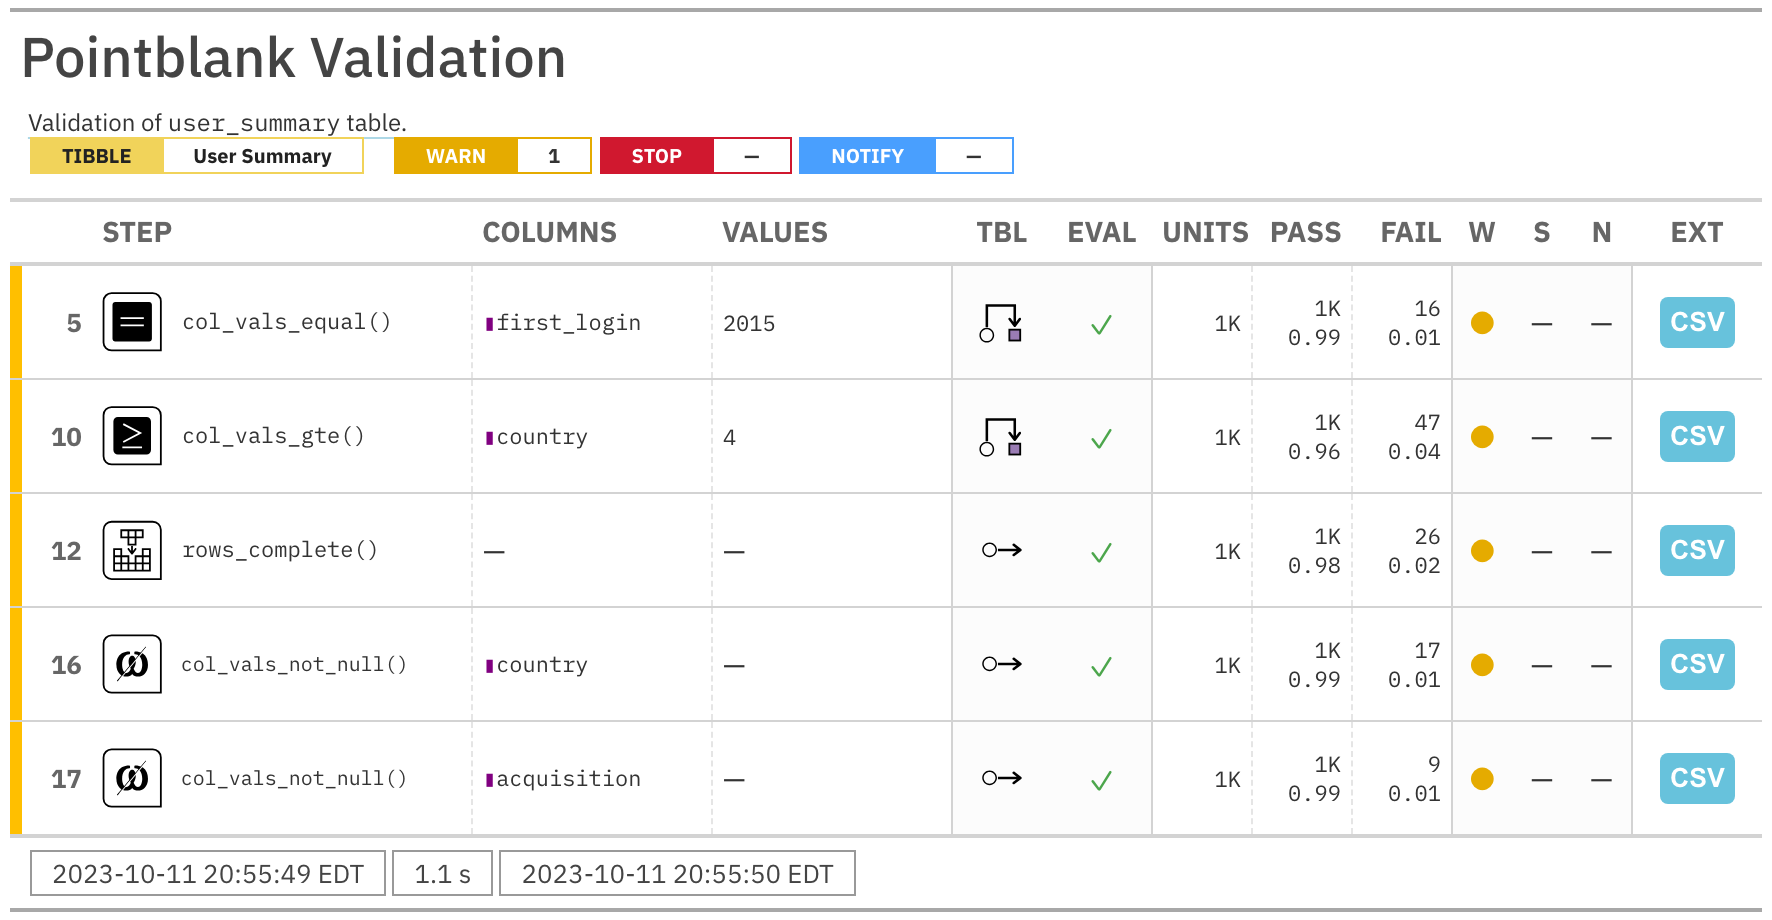 Pointblank Validation
Validation of user_summary table.
TIBBLE User Summary WARN 1 STOP — NOTIFY —
STEP COLUMNS VALUES TBL EVAL UNITS PASS FAIL W S N EXT
5 col_vals_equal() first_login 2015 ✓ 1K 1K 16 — — CSV
0.99 0.01
10 col_vals_gte() country 4 ✓ 1K 1K 47 — — CSV
0.96 0.04
12 rows_complete() — — ✓ 1K 1K 26 — — CSV
0.98 0.02
16 col_vals_not_null() country — ✓ 1K 1K 17 — — CSV
0.99 0.01
17 col_vals_not_null() acquisition — ✓ 1K 1K 9 — — CSV
0.99 0.01
2023-10-11 20:55:49 EDT 1.1 s 2023-10-11 20:55:50 EDT